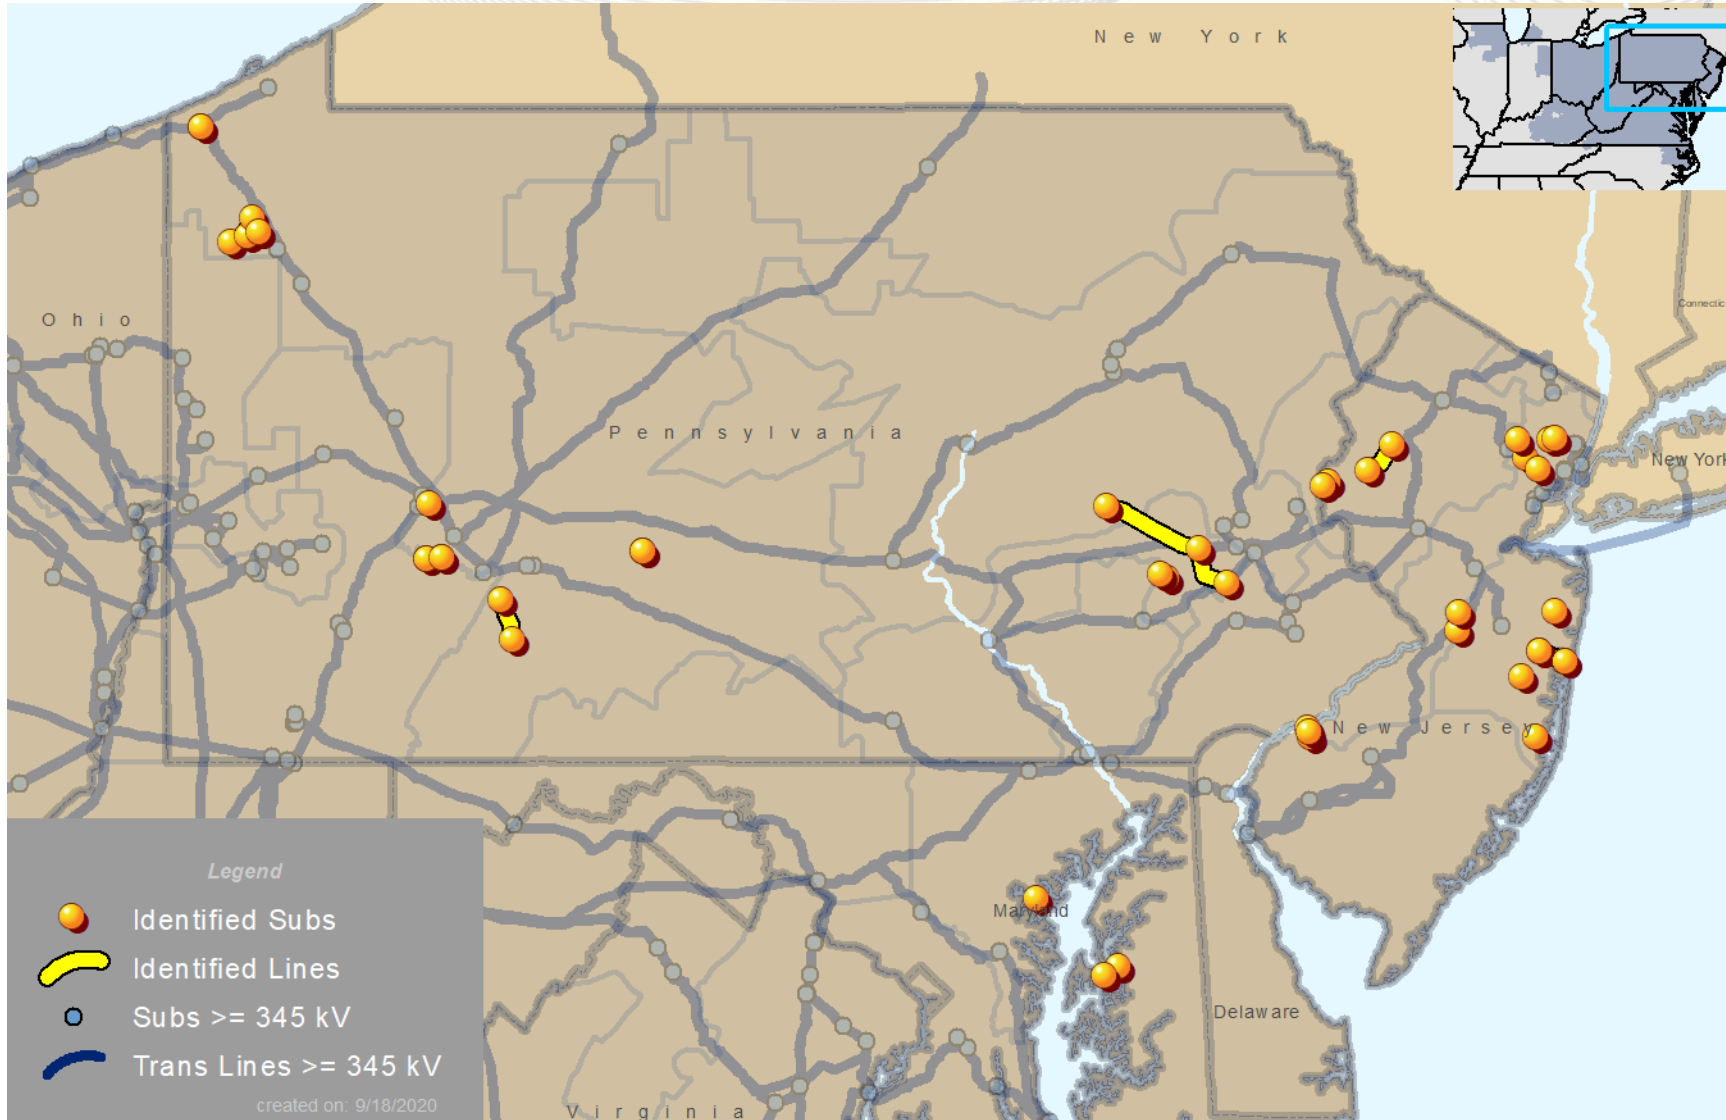 New York
Ohio
Connectic
Pennsylvania
New York
New Jersey
Legend
Identified Subs
Identified Lines
Subs >= 345 kV
Trans Lines >= 345 kV
created on: 9/18/2020
Maryland
Delaware
Virginia